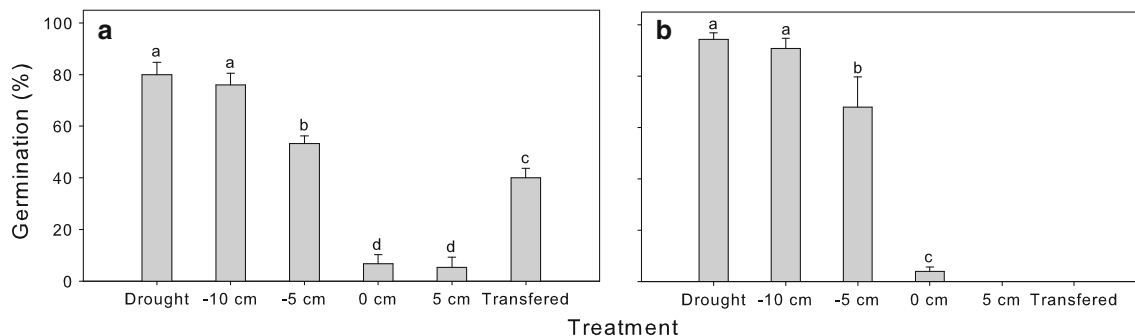 100
80
60
40
20
0
Germination (%)
a
a
a
b
d
d
c
Drought -10 cm -5 cm 0 cm 5 cm Transfered
b
a
a
b
c
Drought -10 cm -5 cm 0 cm 5 cm Transfered
Treatment